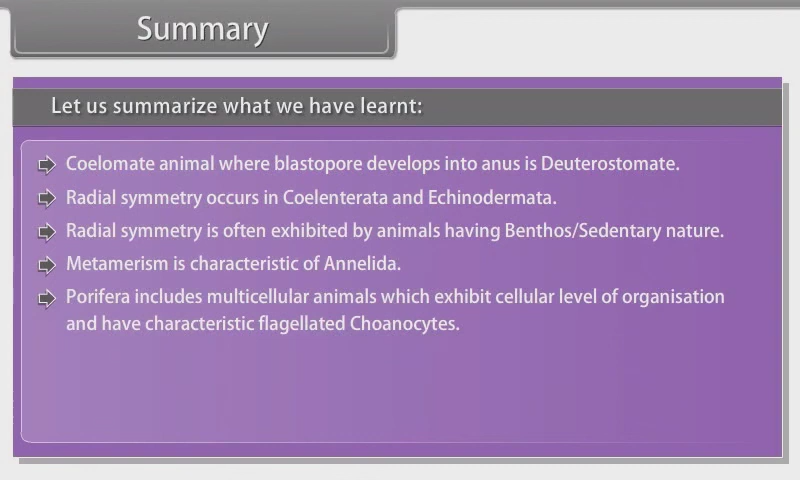 Summary
Let us summarize what we have learnt:
Coelomate animal where blastopore develops into anus is Deuterostomate.
Radial symmetry occurs in Coelenterata and Echinodermata.
Radial symmetry is often exhibited by animals having Benthos/Sedentary nature.
Metamerism is characteristic of Annelida.
Porifera includes multicellular animals which exhibit cellular level of organisation
and have characteristic flagellated Choanocytes.